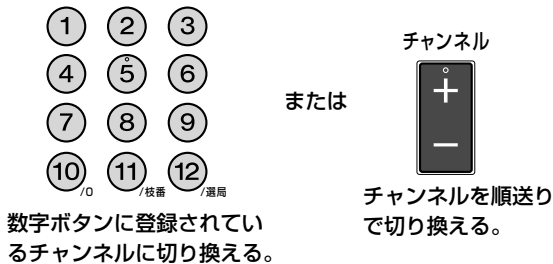 1 2 3
4 5 6
7 8 9
10/0 11/枝番 12/選局
数字ボタンに登録されてい
るチャンネルに切り換える。
または
チャンネル
+
−
チャンネルを順送り
で切り換える。